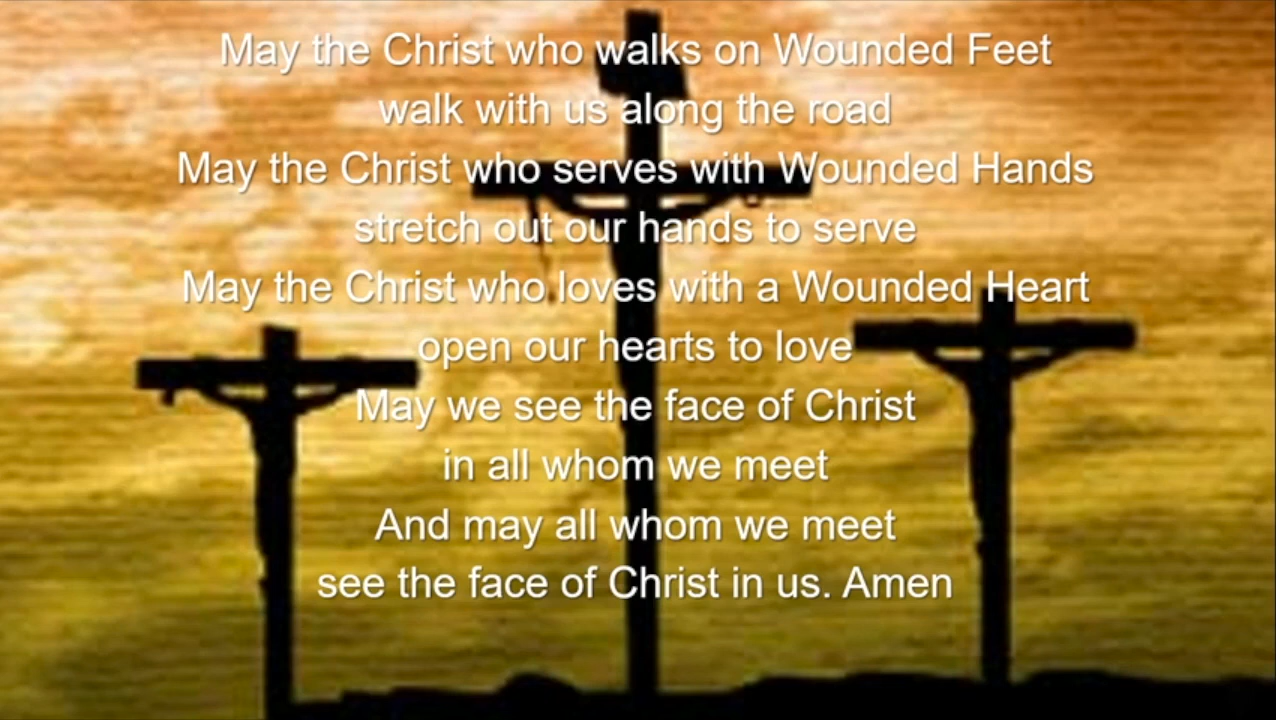 May the Christ who walks on Wounded Feet
walk with us along the road
May the Christ who serves with Wounded Hands
stretch out our hands to serve
May the Christ who loves with a Wounded Heart
open our hearts to love
May we see the face of Christ
in all whom we meet
And may all whom we meet
see the face of Christ in us. Amen